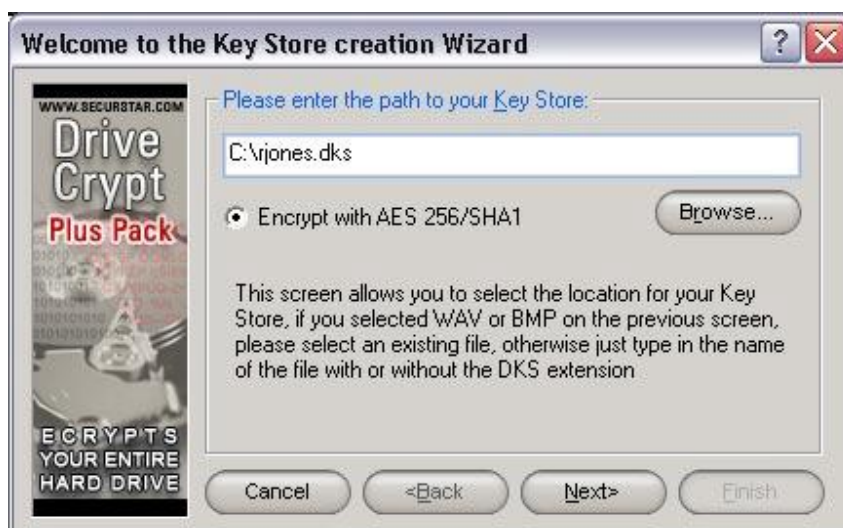 Welcome to the Key Store creation Wizard
WWW.SECURSTAR.COM
Drive
Crypt
Plus Pack
ECRYPTS
YOUR ENTIRE
HARD DRIVE
Please enter the path to your Key Store:
C:\rjones.dks
Encrypt with AES 256/SHA1
Browse...
This screen allows you to select the location for your Key
Store, if you selected WAV or BMP on the previous screen,
please select an existing file, otherwise just type in the name
of the file with or without the DKS extension
Cancel
<Back
Next>
Finish